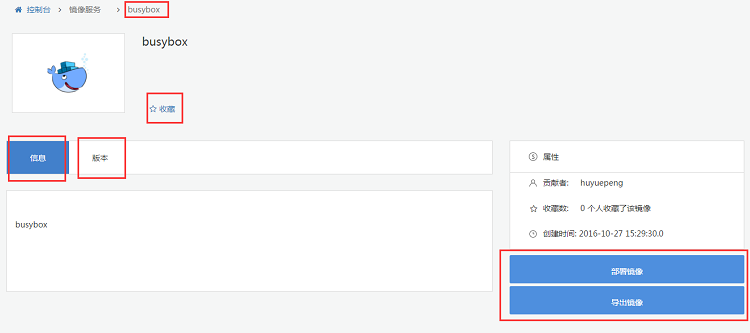 控制台 > 镜像服务 > busybox
busybox
收藏
信息 版本
busybox
属性
贡献者: huyuepeng
收藏数: 0 个人收藏了该镜像
创建时间: 2016-10-27 15:29:30.0
部署镜像
导出镜像